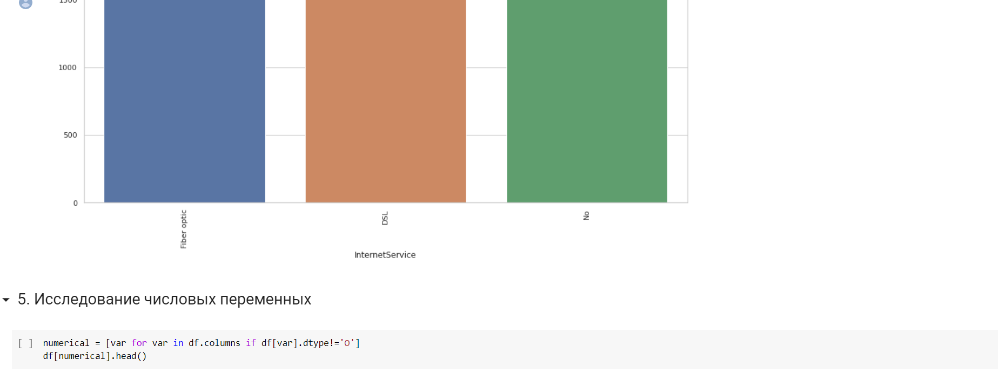 1500
1000
500
0
Fiber optic
DSL
No
InternetService
5. Исследование числовых переменных
[ ] numerical = [var for var in df.columns if df[var].dtype!='O']
df[numerical].head()